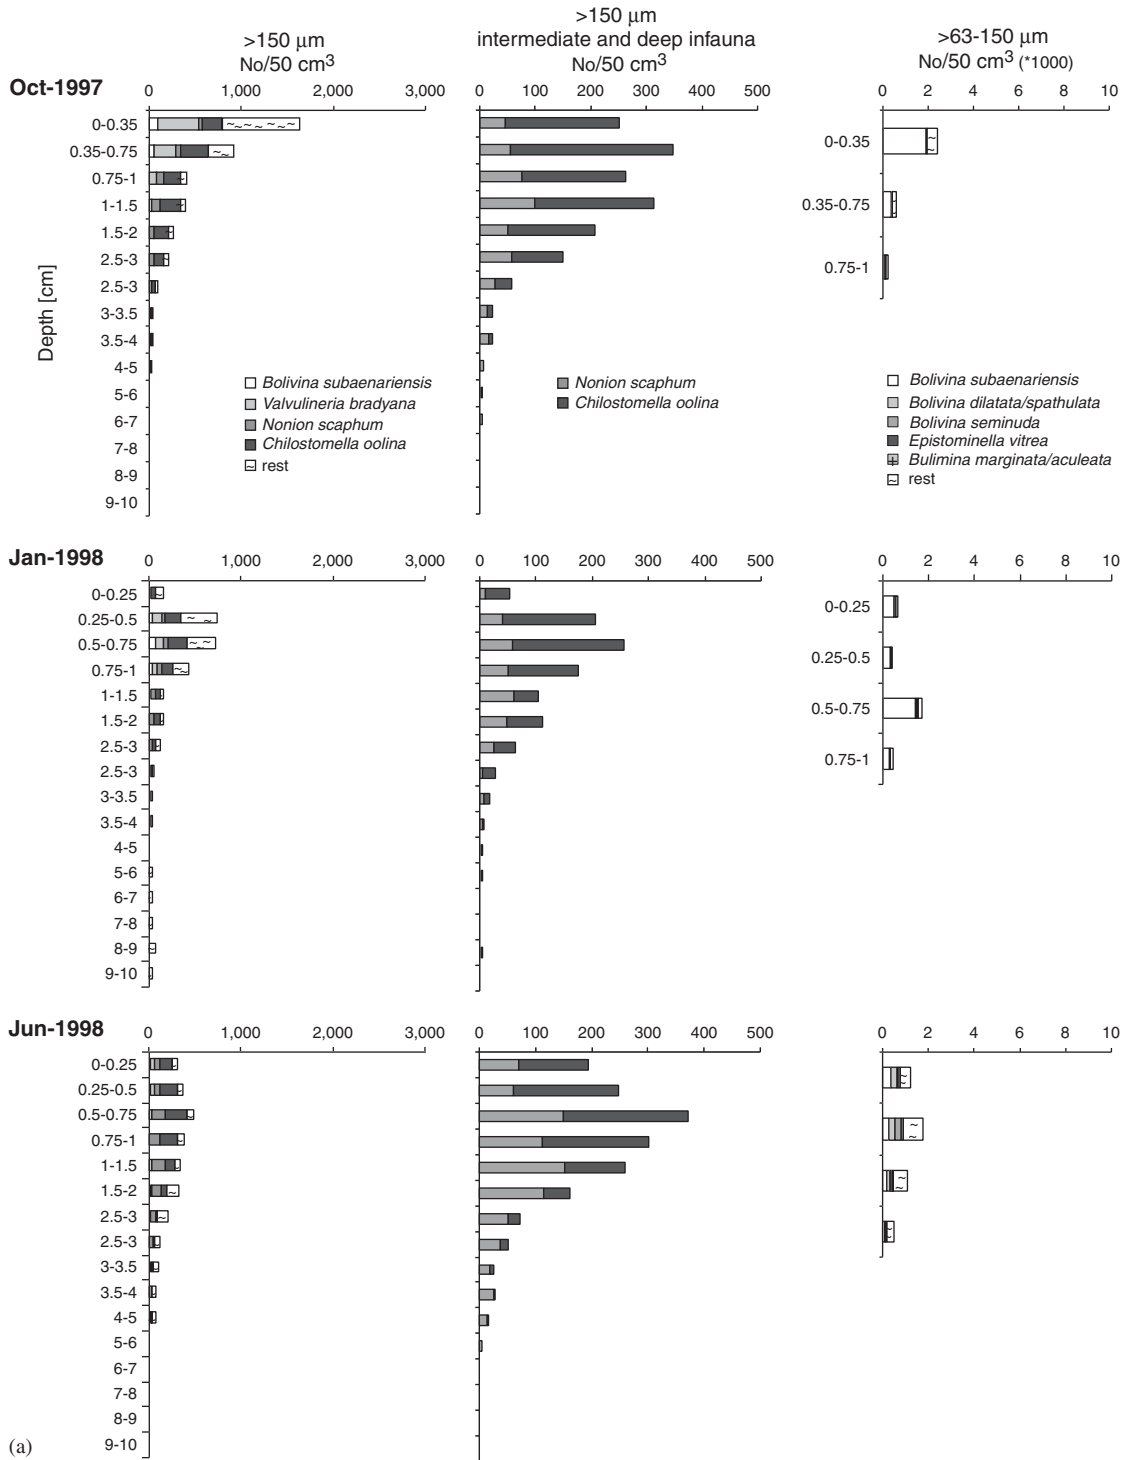 >150 µm
No/50 cm³
>150 µm
intermediate and deep infauna
No/50 cm³
>63-150 µm
No/50 cm³ (*1000)
Oct-1997
0 1,000 2,000 3,000
0 100 200 300 400 500
0 2 4 6 8 10
Depth [cm]
0-0.35
0.35-0.75
0.75-1
1-1.5
1.5-2
2.5-3
2.5-3
3-3.5
3.5-4
4-5
5-6
6-7
7-8
8-9
9-10
Bolivina subaenariensis
Valvulineria bradyana
Nonion scaphum
Chilostomella oolina
rest
Nonion scaphum
Chilostomella oolina
0-0.35
0.35-0.75
0.75-1
Bolivina subaenariensis
Bolivina dilatata/spathulata
Bolivina seminuda
Epistominella vitrea
Bulimina marginata/aculeata
rest
Jan-1998
0 1,000 2,000 3,000
0 100 200 300 400 500
0 2 4 6 8 10
0-0.25
0.25-0.5
0.5-0.75
0.75-1
1-1.5
1.5-2
2.5-3
2.5-3
3-3.5
3.5-4
4-5
5-6
6-7
7-8
8-9
9-10
0-0.25
0.25-0.5
0.5-0.75
0.75-1
Jun-1998
0 1,000 2,000 3,000
0 100 200 300 400 500
0 2 4 6 8 10
0-0.25
0.25-0.5
0.5-0.75
0.75-1
1-1.5
1.5-2
2.5-3
2.5-3
3-3.5
3.5-4
4-5
5-6
6-7
7-8
8-9
9-10
(a)